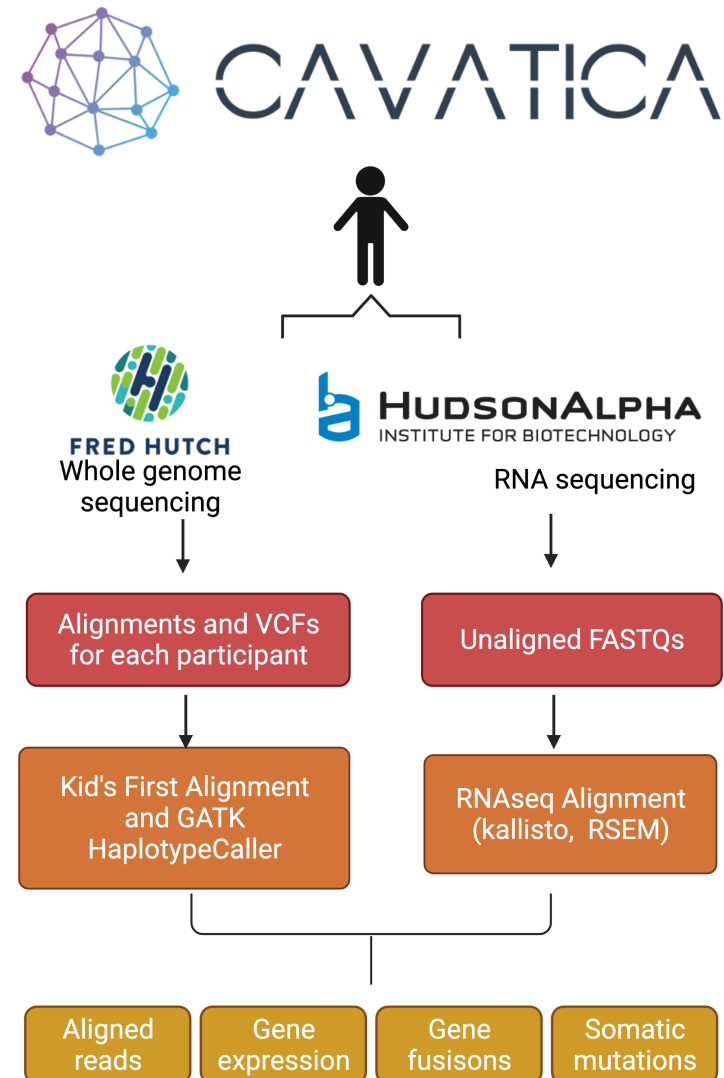 CAVATICA
FRED HUTCH
Whole genome
sequencing
HUDSONALPHA
INSTITUTE FOR BIOTECHNOLOGY
RNA sequencing
Alignments and VCFs
for each participant
Unaligned FASTQs
Kid's First Alignment
and GATK
HaplotypeCaller
RNAseq Alignment
(kallisto, RSEM)
Aligned
reads
Gene
expression
Gene
fusisons
Somatic
mutations